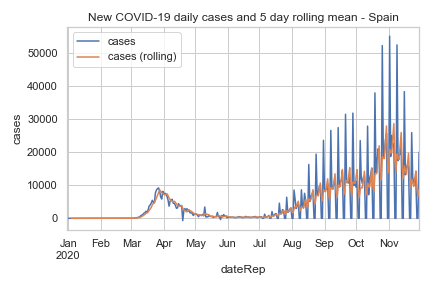 New COVID-19 daily cases and 5 day rolling mean - Spain
cases
cases (rolling)
50000
40000
30000
20000
10000
0
cases
Jan Feb Mar Apr May Jun Jul Aug Sep Oct Nov
2020
dateRep